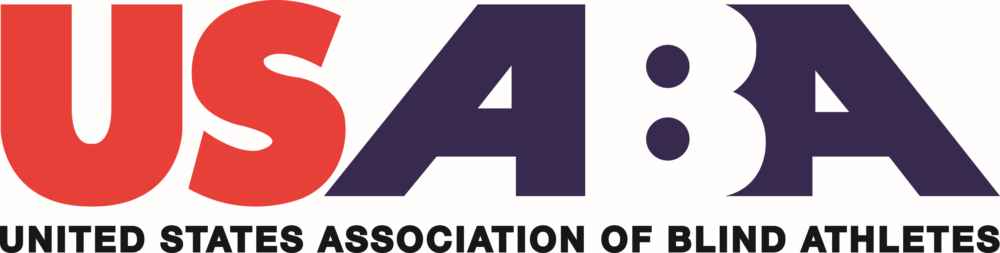 USABA
UNITED STATES ASSOCIATION OF BLIND ATHLETES